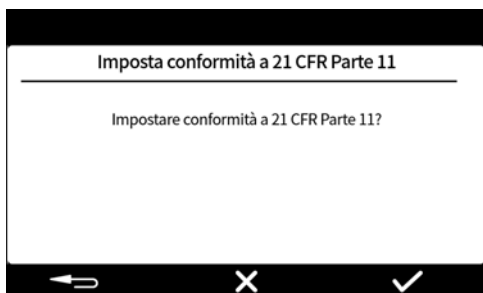 Imposta conformità a 21 CFR Parte 11
Impostare conformità a 21 CFR Parte 11?